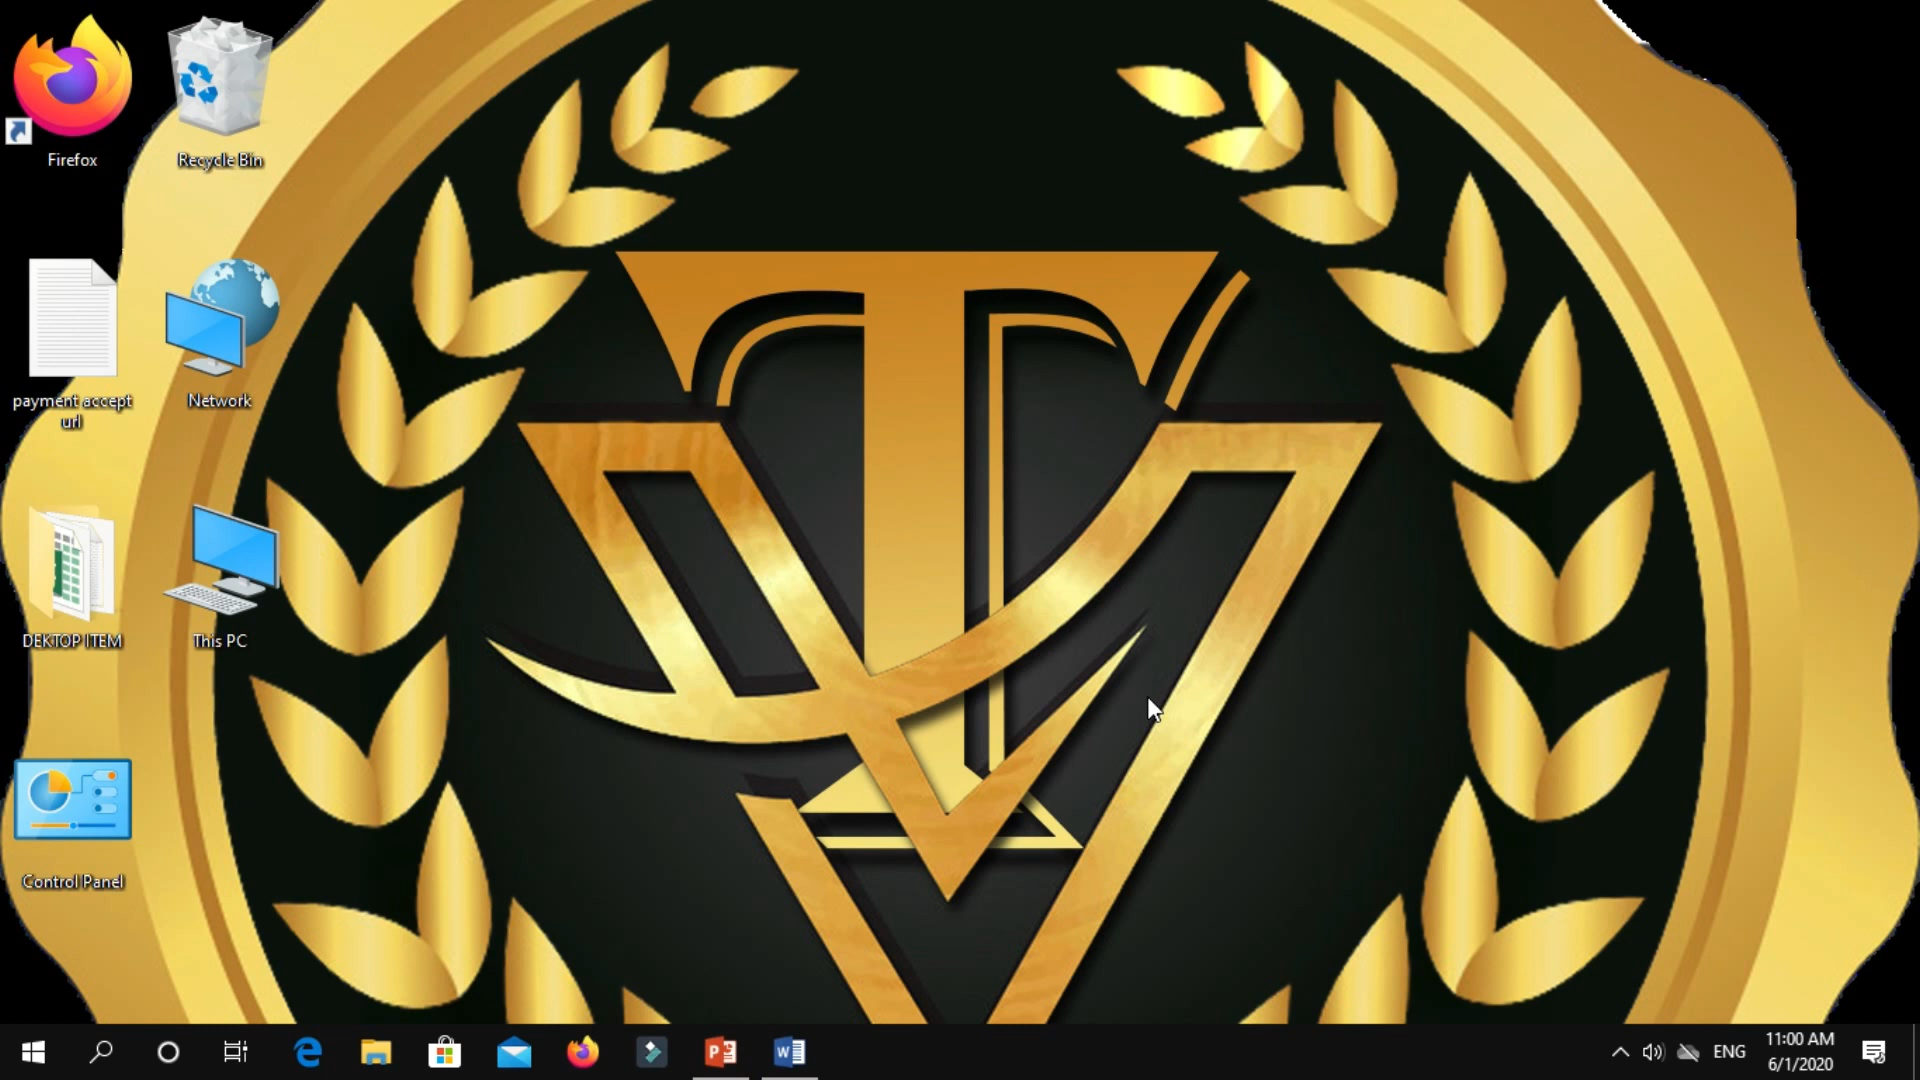 Firefox
Recycle Bin
payment accept
url
Network
DEKTOP ITEM
This PC
Control Panel
ENG
11:00 AM
6/1/2020